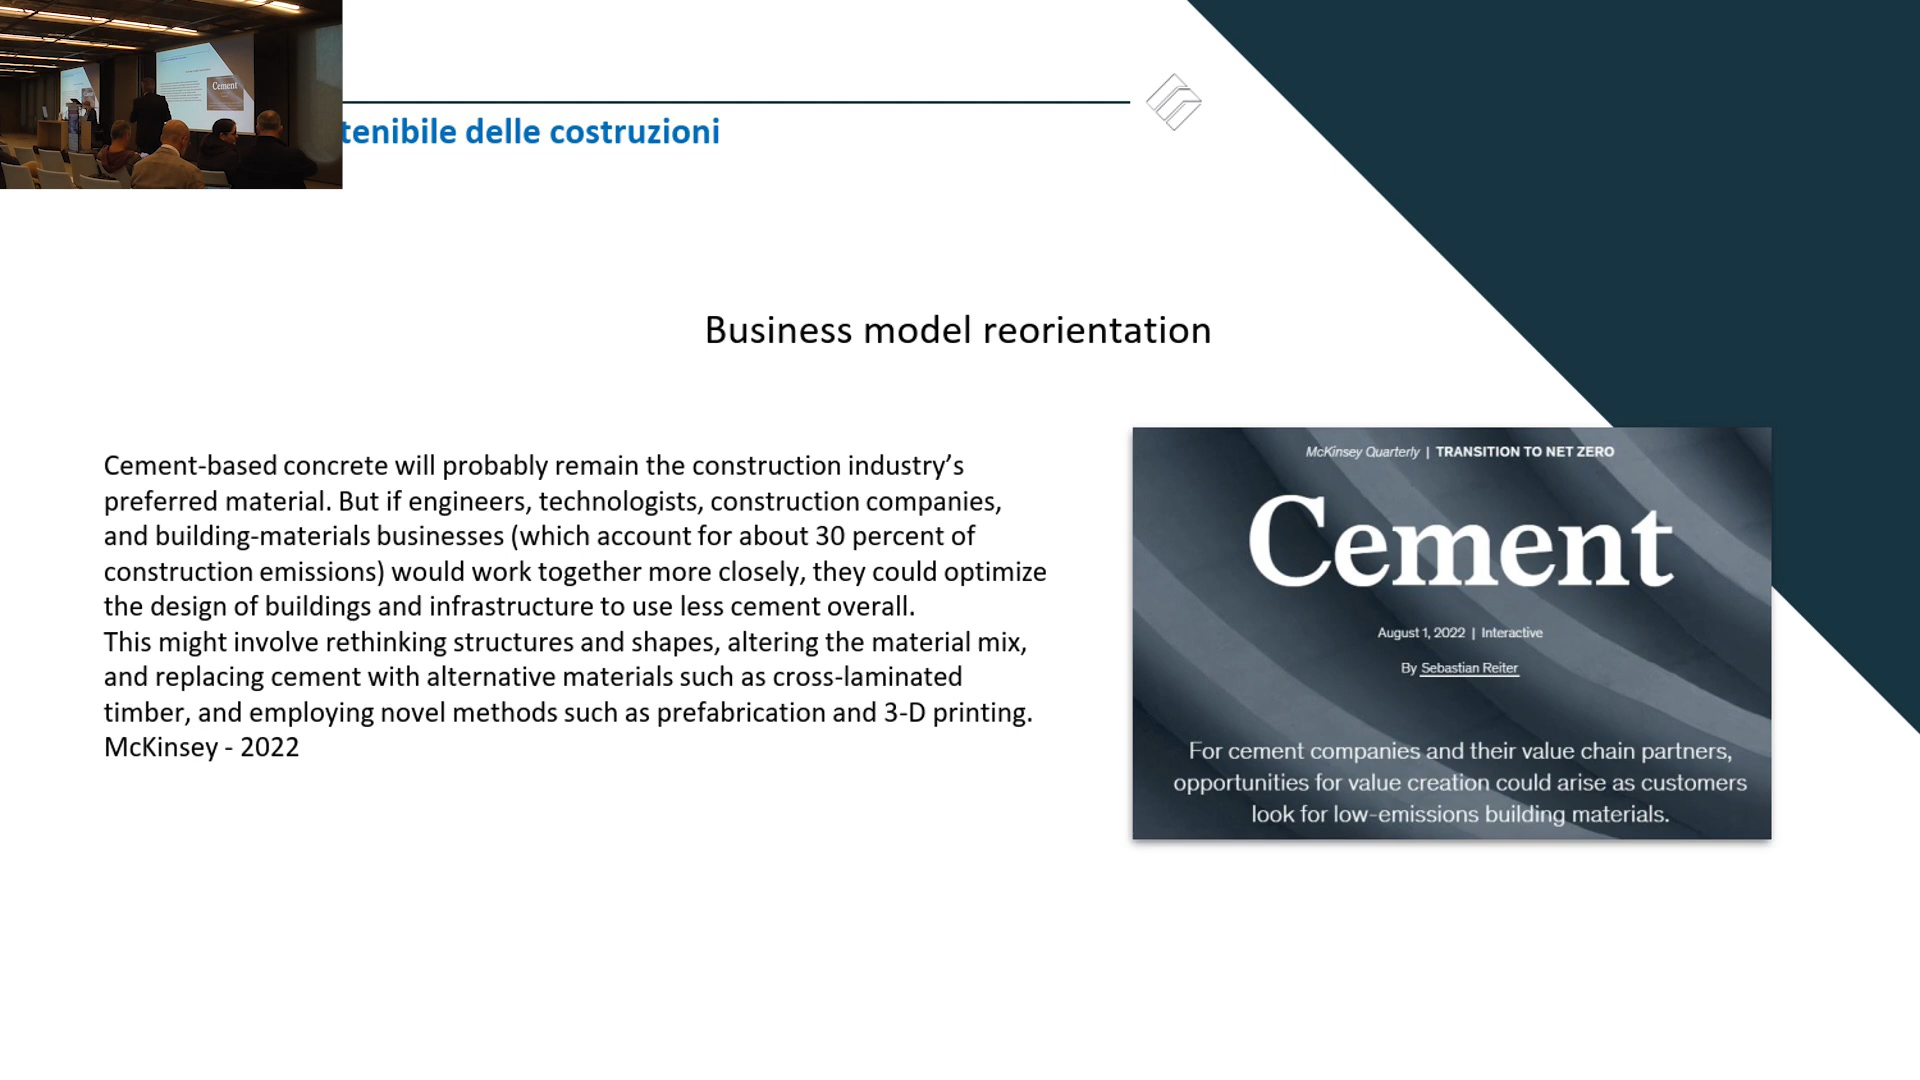 tenibile delle costruzioni
Business model reorientation
Cement-based concrete will probably remain the construction industry’s
preferred material. But if engineers, technologists, construction companies,
and building-materials businesses (which account for about 30 percent of
construction emissions) would work together more closely, they could optimize
the design of buildings and infrastructure to use less cement overall.
This might involve rethinking structures and shapes, altering the material mix,
and replacing cement with alternative materials such as cross-laminated
timber, and employing novel methods such as prefabrication and 3-D printing.
McKinsey - 2022
McKinsey Quarterly | TRANSITION TO NET ZERO
Cement
August 1, 2022 | Interactive
By Sebastian Reiter
For cement companies and their value chain partners,
opportunities for value creation could arise as customers
look for low-emissions building materials.
Cement